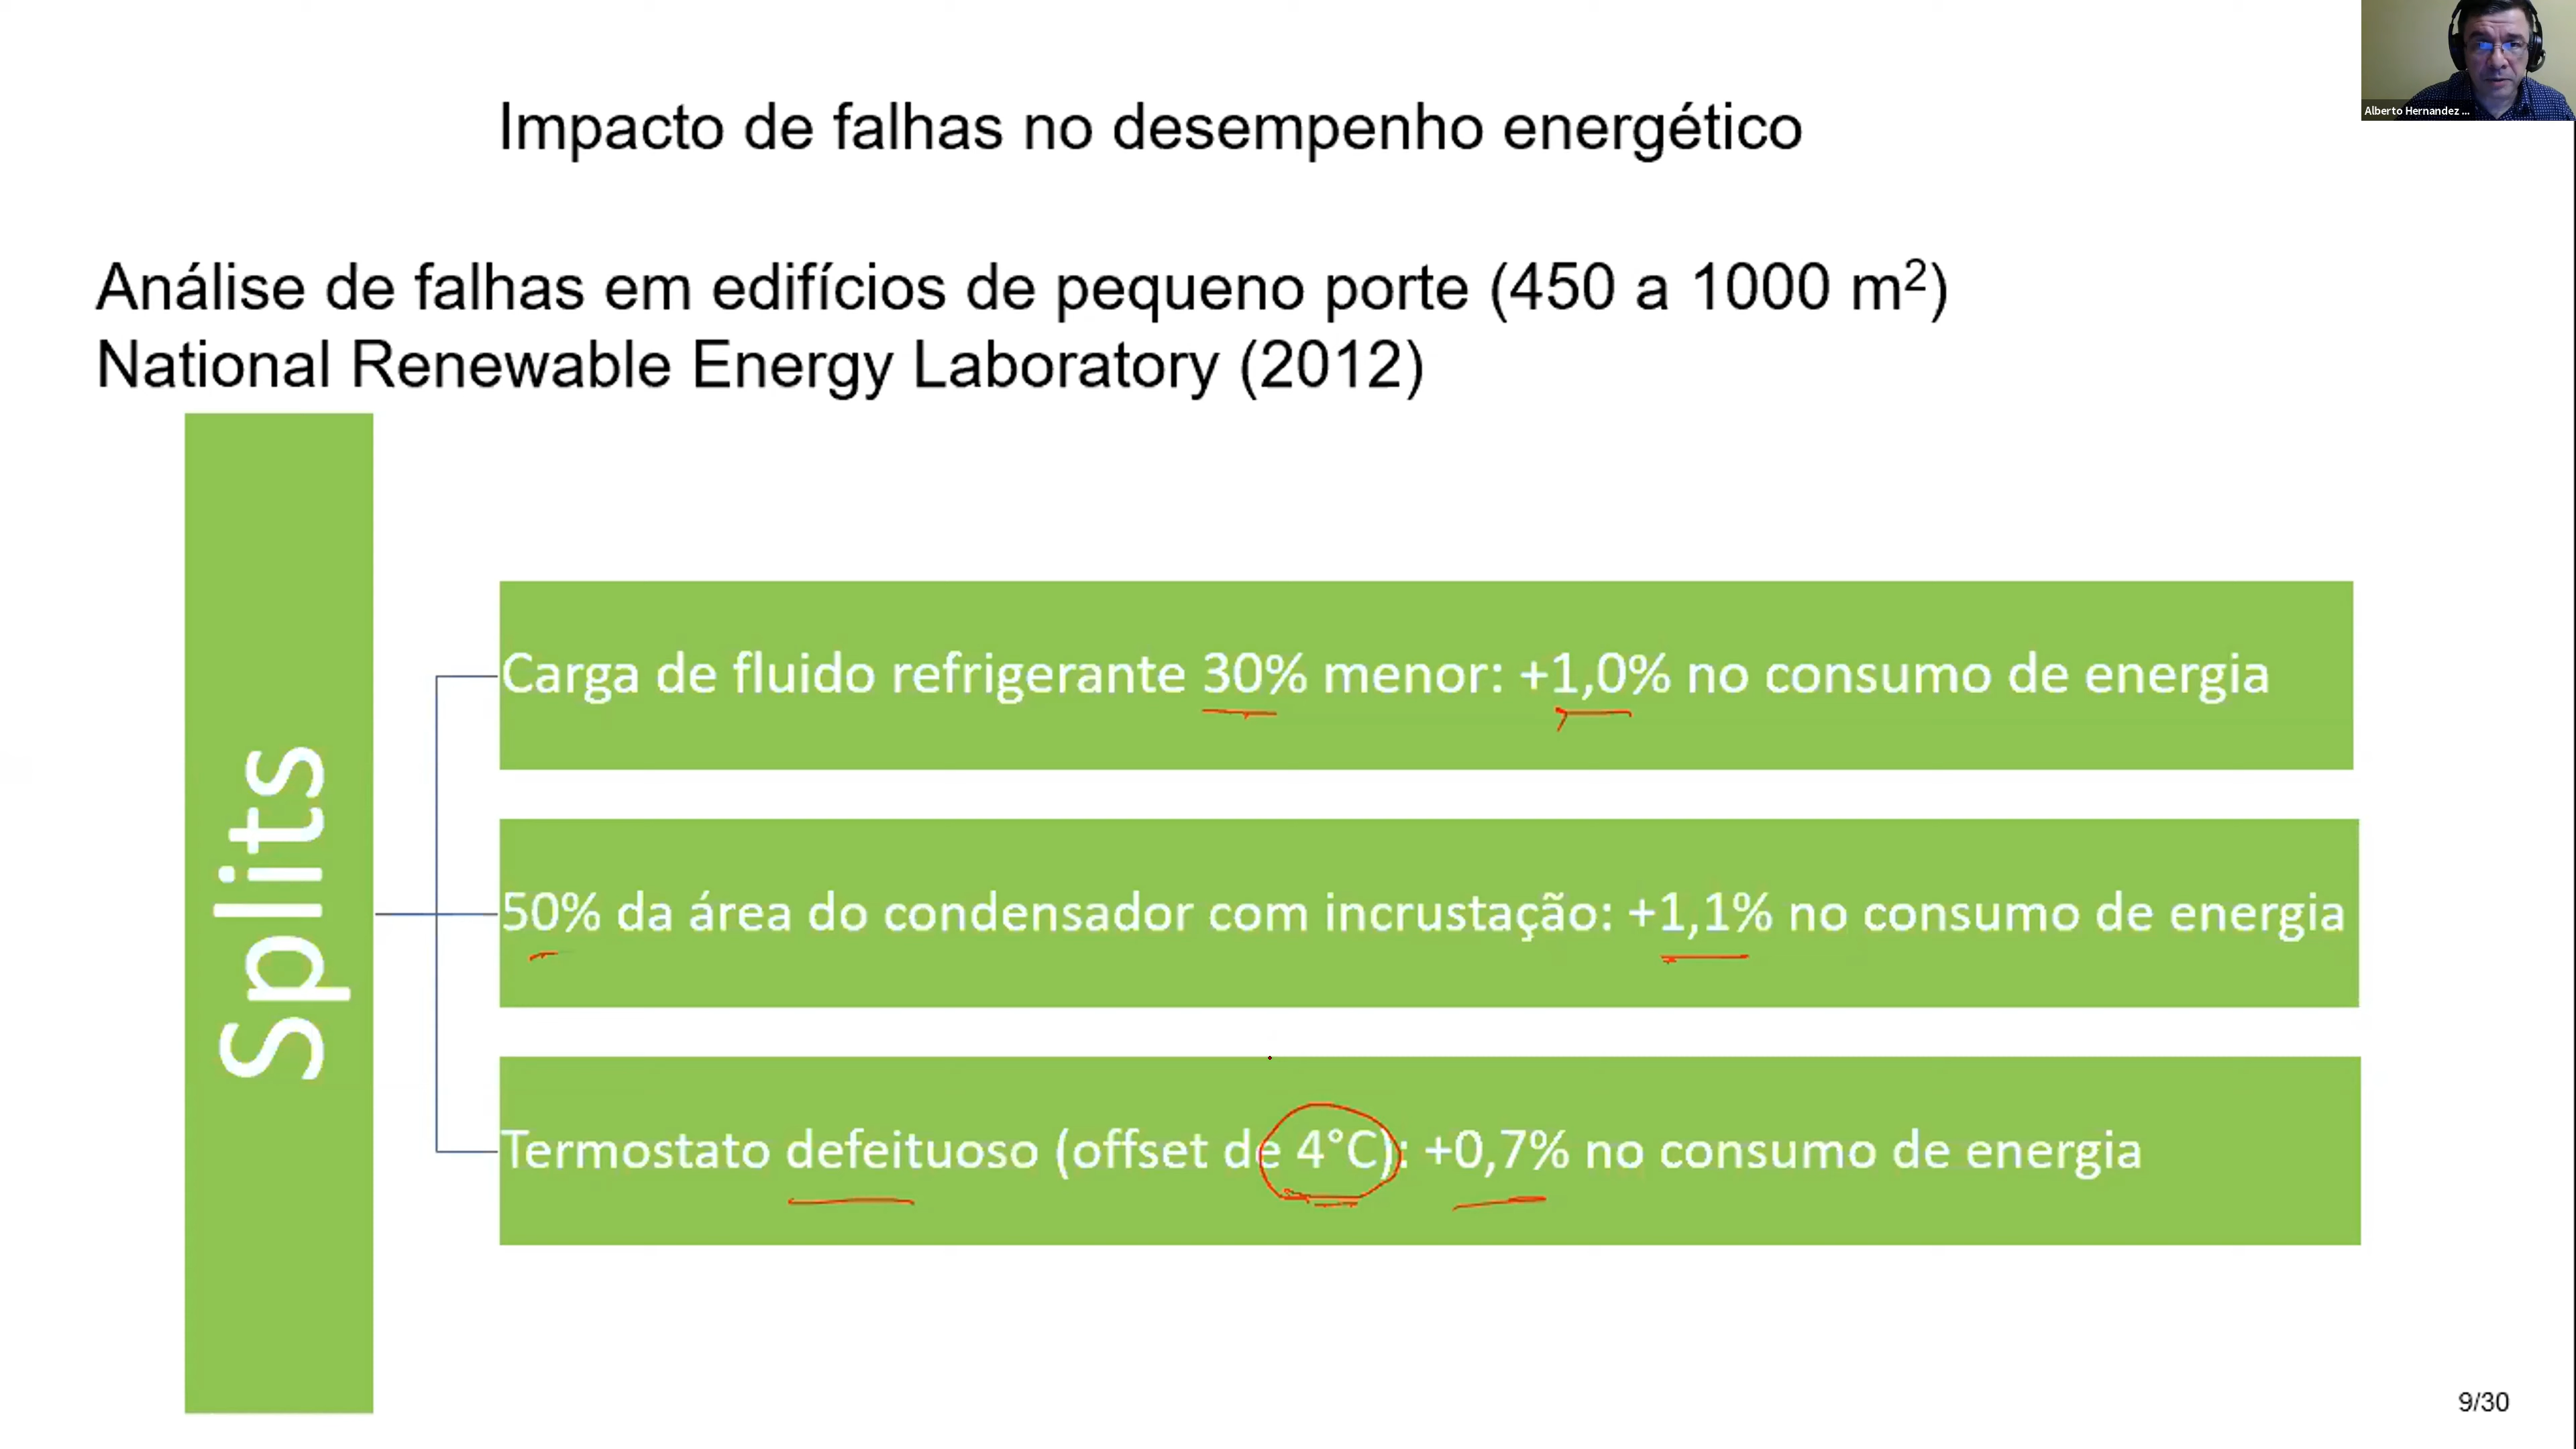 Alberto Hernandez ...
Impacto de falhas no desempenho energético
Análise de falhas em edifícios de pequeno porte (450 a 1000 m²)
National Renewable Energy Laboratory (2012)
Splits
Carga de fluido refrigerante 30% menor: +1,0% no consumo de energia
50% da área do condensador com incrustação: +1,1% no consumo de energia
Termostato defeituoso (offset de 4°C): +0,7% no consumo de energia
9/30